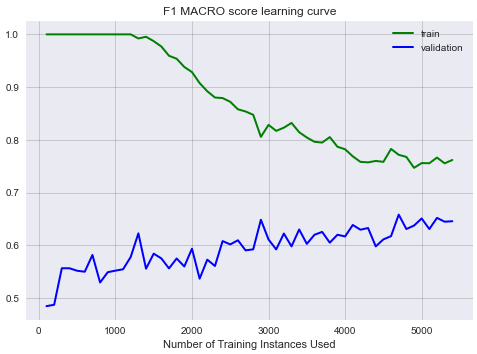 F1 MACRO score learning curve
train
validation
1.0
0.9
0.8
0.7
0.6
0.5
0 1000 2000 3000 4000 5000
Number of Training Instances Used